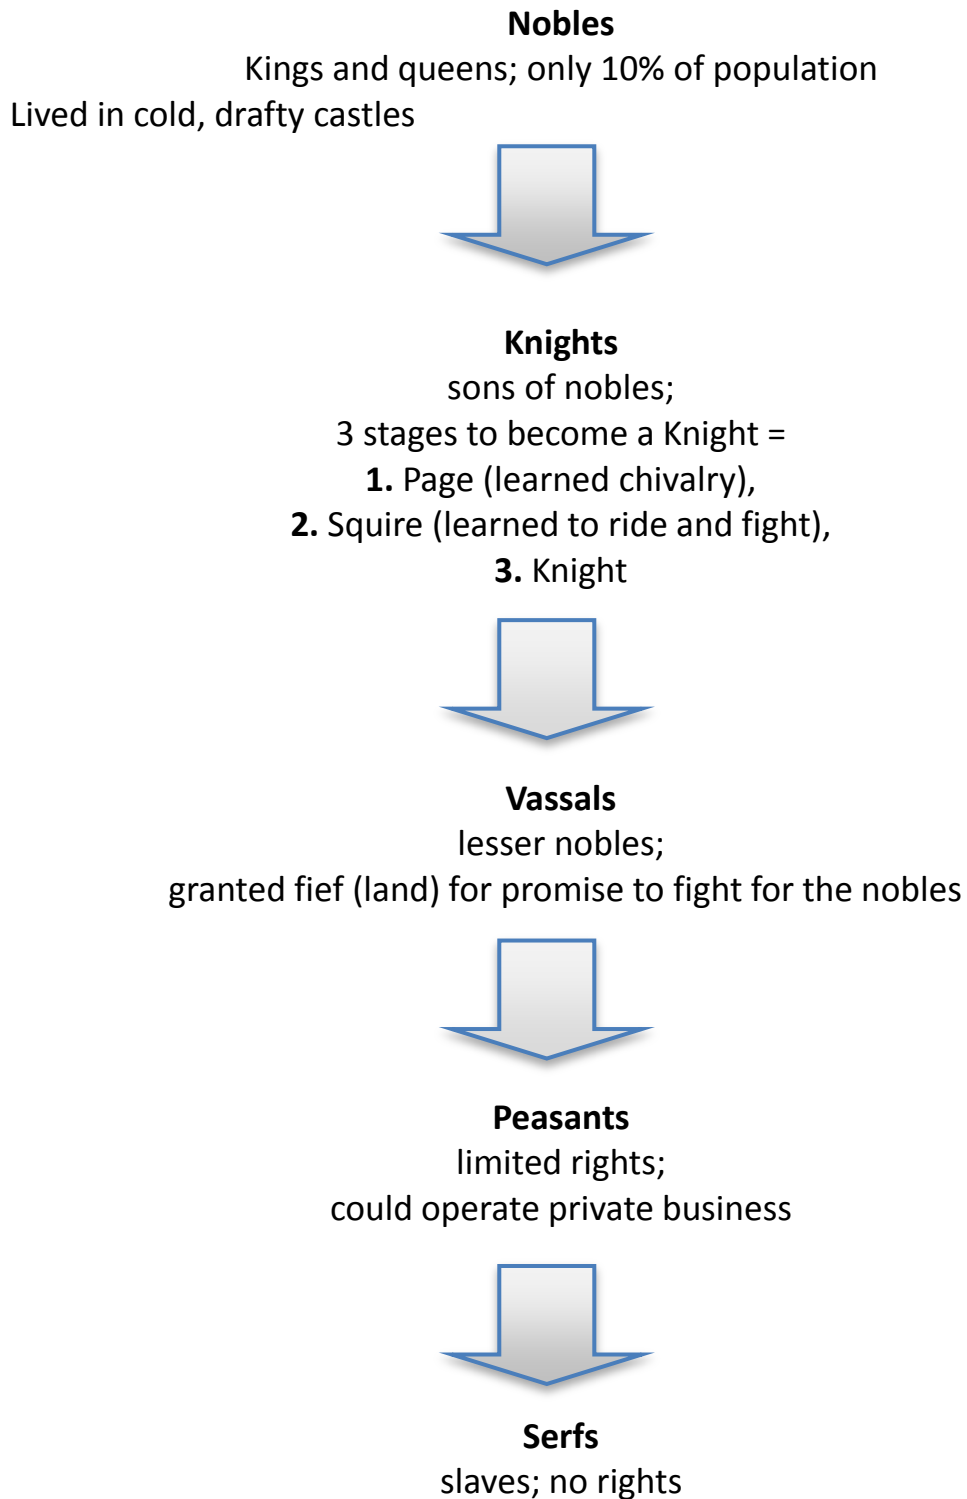 Nobles
Kings and queens; only 10% of population
Lived in cold, drafty castles
Knights
sons of nobles;
3 stages to become a Knight =
1. Page (learned chivalry),
2. Squire (learned to ride and fight),
3. Knight
Vassals
lesser nobles;
granted fief (land) for promise to fight for the nobles
Peasants
limited rights;
could operate private business
Serfs
slaves; no rights